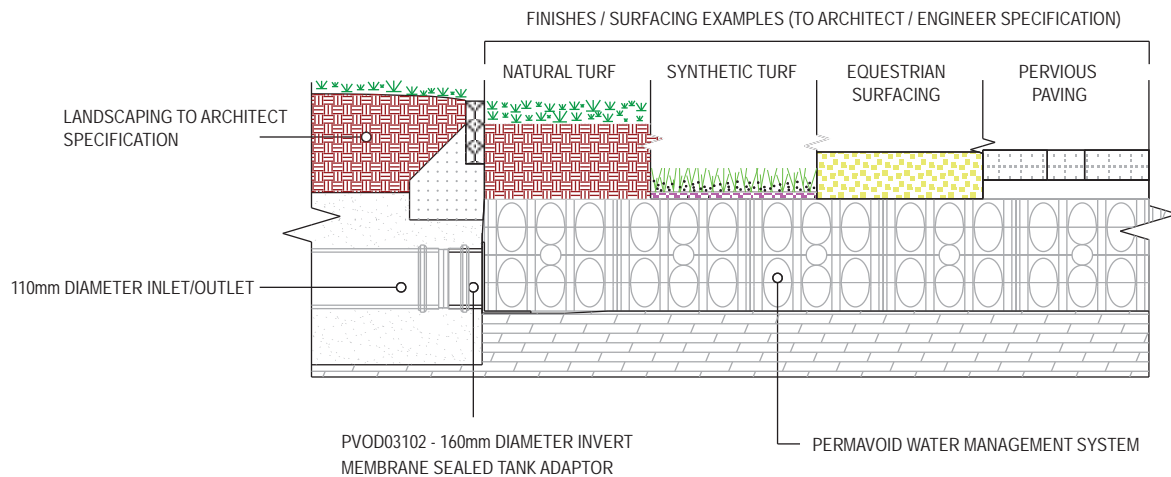 FINISHES / SURFACING EXAMPLES (TO ARCHITECT / ENGINEER SPECIFICATION)
NATURAL TURF
SYNTHETIC TURF
EQUESTRIAN
SURFACING
PERVIOUS
PAVING
LANDSCAPING TO ARCHITECT
SPECIFICATION
110mm DIAMETER INLET/OUTLET
PVOD03102 - 160mm DIAMETER INVERT
MEMBRANE SEALED TANK ADAPTOR
PERMAVOID WATER MANAGEMENT SYSTEM